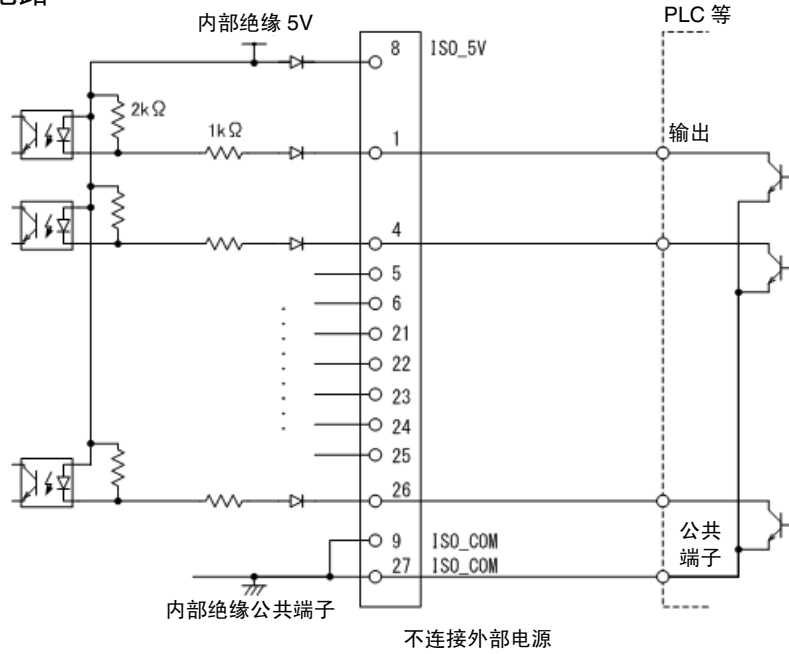 内部绝缘 5V
PLC 等
8 ISO_5V
2kΩ
1kΩ
1
输出
4
5
6
21
22
23
24
25
26
9 ISO_COM
公共
端子
27 ISO_COM
内部绝缘公共端子
不连接外部电源